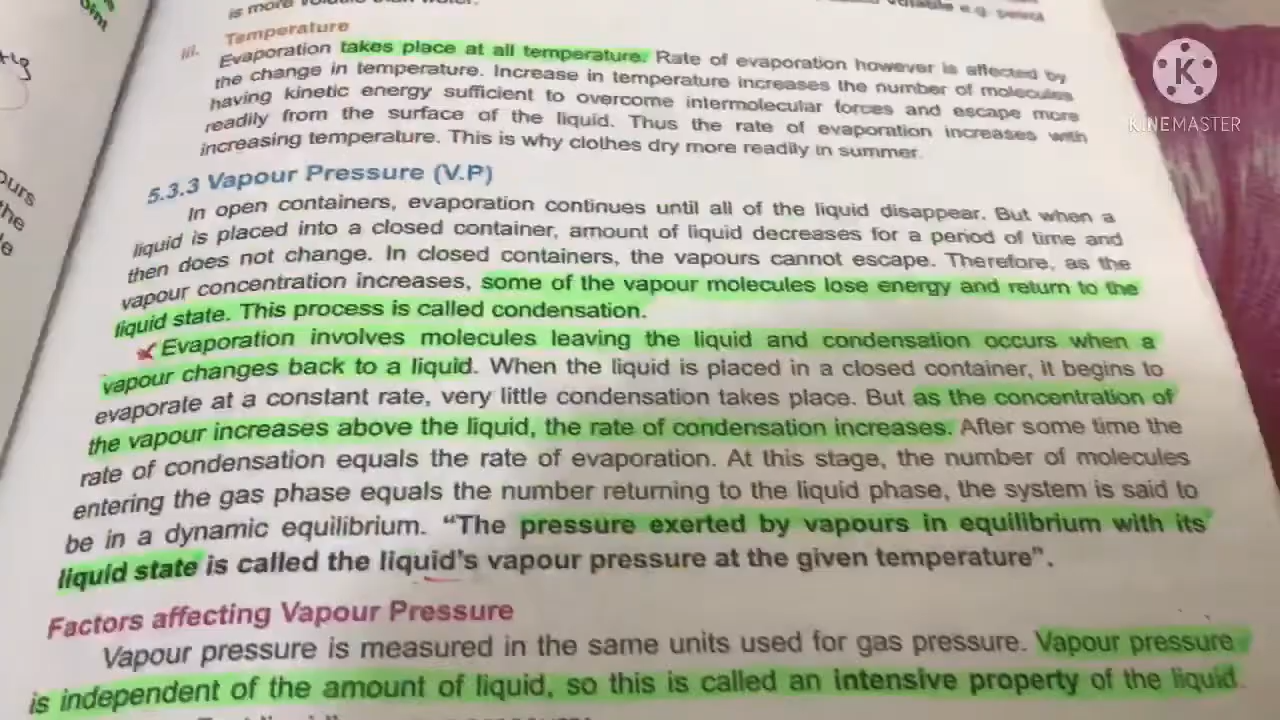 is more
e.g.
iii. Temperature
Evaporation takes place at all temperature. Rate of evaporation however is affected by
the change in temperature. Increase in temperature increases the number of molecules
having kinetic energy sufficient to overcome intermolecular forces and escape more
readily from the surface of the liquid. Thus the rate of evaporation increases with
increasing temperature. This is why clothes dry more readily in summer.
5.3.3 Vapour Pressure (V.P)
In open containers, evaporation continues until all of the liquid disappear. But when a
liquid is placed into a closed container, amount of liquid decreases for a period of time and
then does not change. In closed containers, the vapours cannot escape. Therefore, as the
vapour concentration increases, some of the vapour molecules lose energy and return to the
liquid state. This process is called condensation.
Evaporation involves molecules leaving the liquid and condensation occurs when a
vapour changes back to a liquid. When the liquid is placed in a closed container, it begins to
evaporate at a constant rate, very little condensation takes place. But as the concentration of
the vapour increases above the liquid, the rate of condensation increases. After some time the
rate of condensation equals the rate of evaporation. At this stage, the number of molecules
entering the gas phase equals the number returning to the liquid phase, the system is said to
be in a dynamic equilibrium. “The pressure exerted by vapours in equilibrium with its
liquid state is called the liquid's vapour pressure at the given temperature”.
Factors affecting Vapour Pressure
Vapour pressure is measured in the same units used for gas pressure. Vapour pressure
is independent of the amount of liquid, so this is called an intensive property of the liquid.
K
KINEMASTER
the